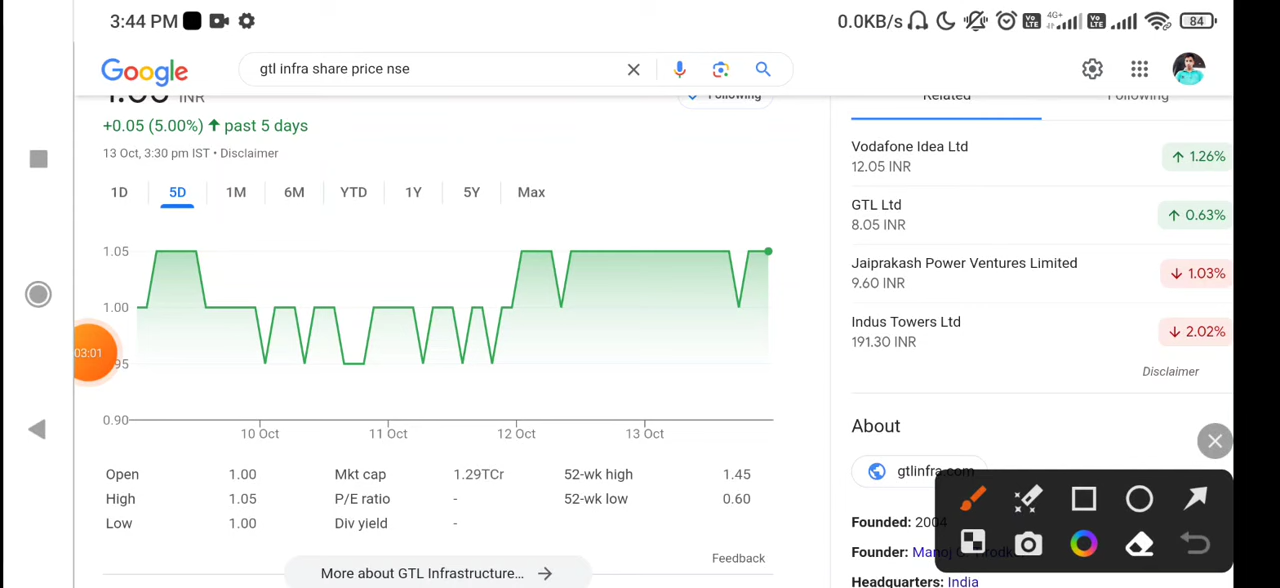 3:44 PM
0.0KB/s
4G+
Vo LTE
Vo LTE
84
Google
gtl infra share price nse
INR
Following
+0.05 (5.00%) ↑ past 5 days
13 Oct, 3:30 pm IST • Disclaimer
1D 5D 1M 6M YTD 1Y 5Y Max
1.05
1.00
03:01
95
0.90
10 Oct 11 Oct 12 Oct 13 Oct
Open 1.00 Mkt cap 1.29TCr 52-wk high 1.45
High 1.05 P/E ratio - 52-wk low 0.60
Low 1.00 Div yield -
Feedback
More about GTL Infrastructure... →
Related Following
Vodafone Idea Ltd
12.05 INR
↑ 1.26%
GTL Ltd
8.05 INR
↑ 0.63%
Jaiprakash Power Ventures Limited
9.60 INR
↓ 1.03%
Indus Towers Ltd
191.30 INR
↓ 2.02%
Disclaimer
About
gtlinfra.com
Founded: 2004
Founder: Manoj
Headquarters: India